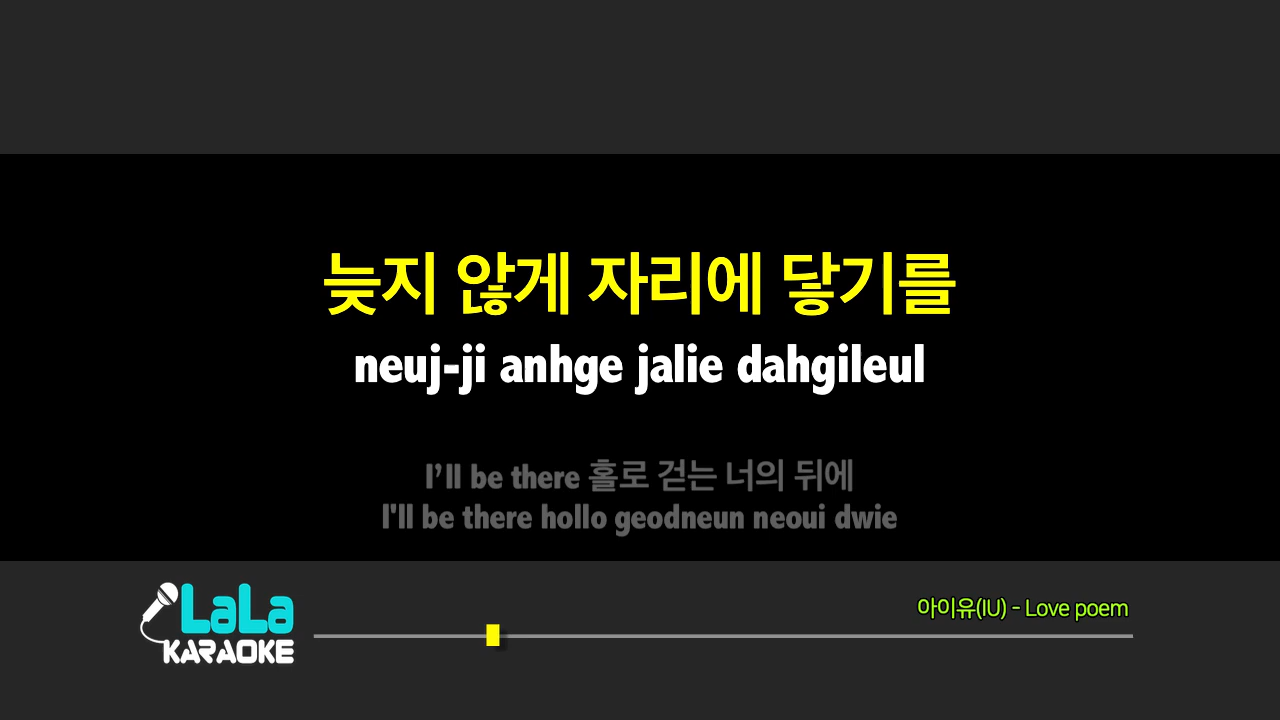 늦지 않게 자리에 닿기를
neuj-ji anhge jalie dahgileul
I’ll be there 홀로 걷는 너의 뒤에
I'll be there hollo geodneun neoui dwie
아이유(IU) - Love poem
LaLa
KARAOKE